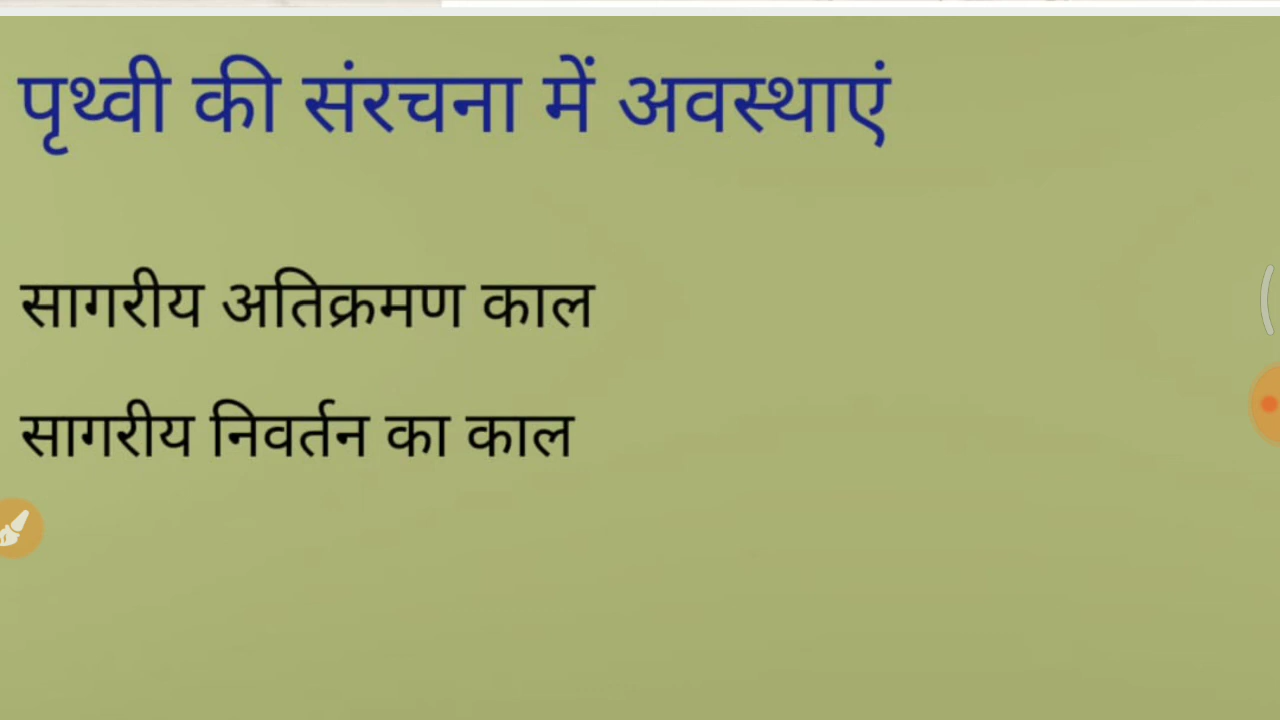 पृथ्वी की संरचना में अवस्थाएं
सागरीय अतिक्रमण काल
सागरीय निवर्तन का काल